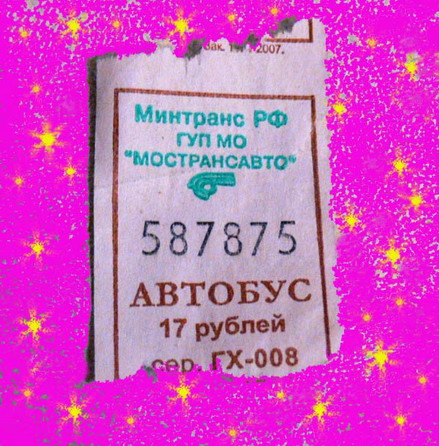 2007.
Минтранс РФ
ГУП МО
"МОСТРАНСАВТО"
587875
АВТОБУС
17 рублей
сер. ГХ-008